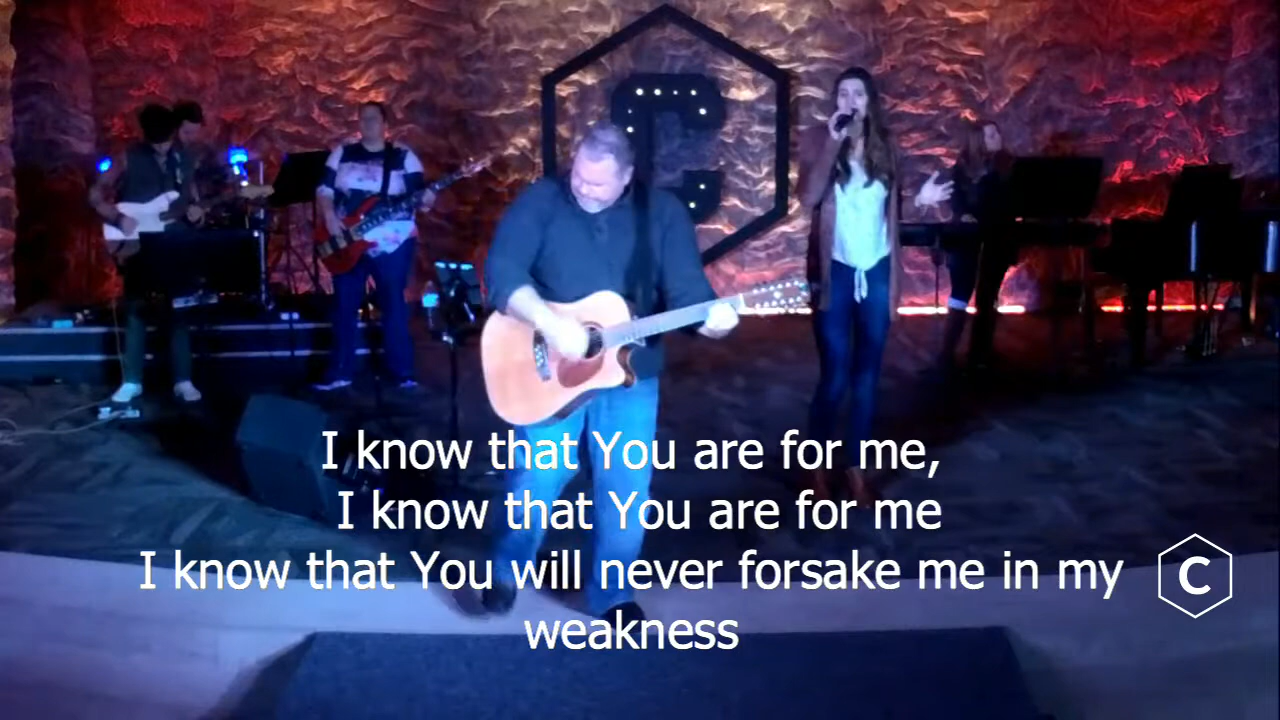 I know that You are for me,
I know that You are for me
I know that You will never forsake me in my
weakness
C
C